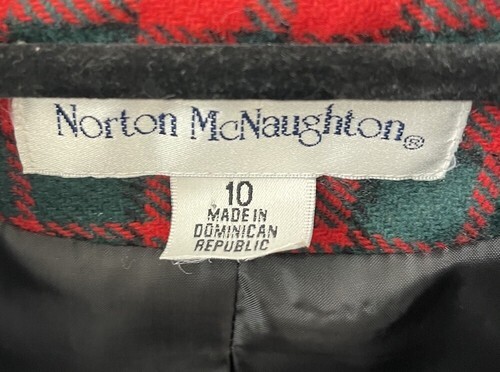 Norton McNaughton®
10
MADE IN
DOMINICAN
REPUBLIC